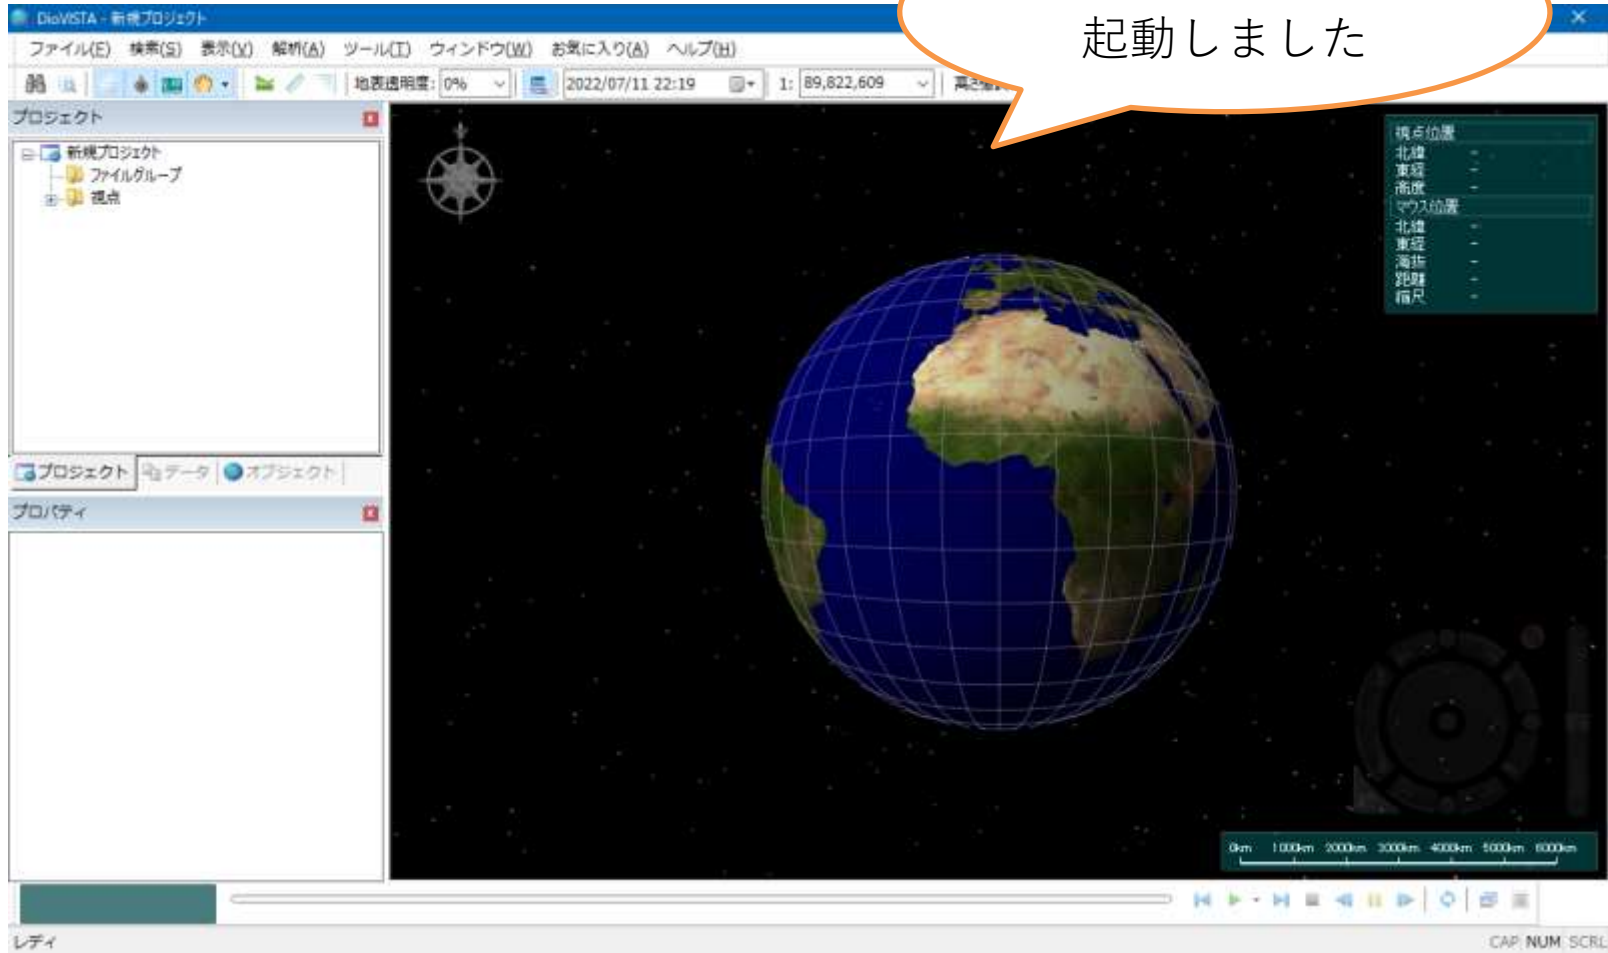 DioVISTA - 新規プロジェクト
起動しました
ファイル(F) 検索(S) 表示(V) 解析(A) ツール(T) ウィンドウ(W) お気に入り(A) ヘルプ(H)
地表透明度: 0% 2022/07/11 22:19 1: 89,822,609
プロジェクト
新規プロジェクト
ファイルグループ
視点
プロジェクト データ オブジェクト
プロパティ
視点位置
北緯 -
東経 -
高度 -
マウス位置
北緯 -
東経 -
海抜 -
距離 -
縮尺 -
0km 1000km 2000km 3000km 4000km 5000km 6000km
レディ
CAP NUM SCRL